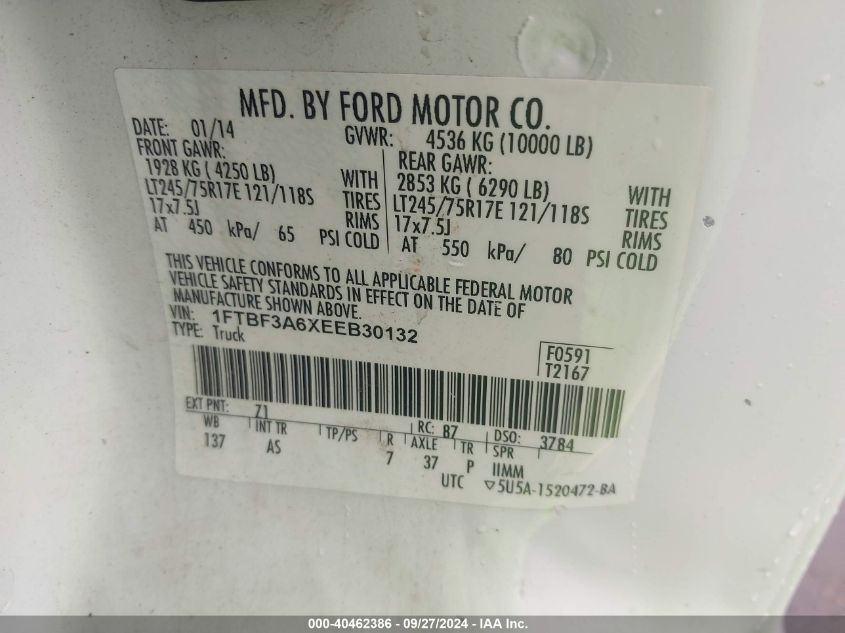 MFD. BY FORD MOTOR CO.
DATE: 01/14 GVWR: 4536 KG (10000 LB)
FRONT GAWR: REAR GAWR:
1928 KG ( 4250 LB) WITH 2853 KG ( 6290 LB) WITH
LT245/75R17E 121/118S TIRES LT245/75R17E 121/118S TIRES
17x7.5J RIMS 17x7.5J RIMS
AT 450 kPa/ 65 PSI COLD AT 550 kPa/ 80 PSI COLD
THIS VEHICLE CONFORMS TO ALL APPLICABLE FEDERAL MOTOR
VEHICLE SAFETY STANDARDS IN EFFECT ON THE DATE OF
MANUFACTURE SHOWN ABOVE.
VIN: 1FTBF3A6XEEB30132
TYPE: Truck
F0591
T2167
EXT PNT: Z1 RC: B7 DSO: 37B4
WB INT TR TP/PS R AXLE TR SPR
137 AS 7 37 P IIMM
UTC ▽5U5A-1520472-BA
000-40462386 - 09/27/2024 - IAA Inc.